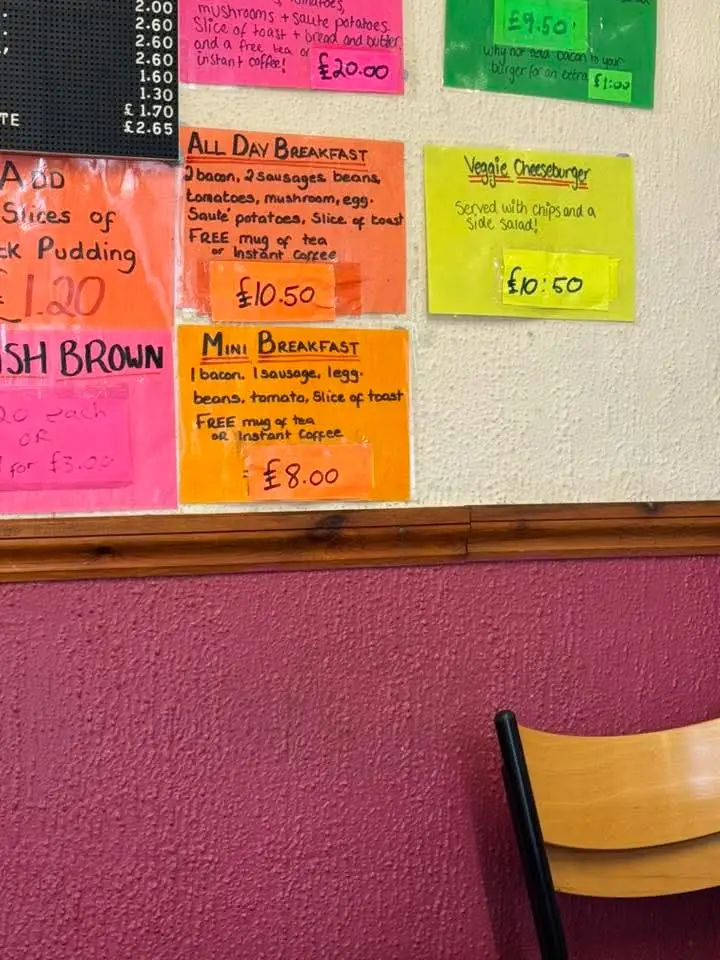 2.00
2.60
2.60
2.60
1.60
1.30
£ 1.70
£2.65
mushrooms + saute potatoes.
Slice of toast + bread and butter
and a free tea or
instant coffee!
£20.00
£9.50
Why not add bacon to your
burger for an extra
£1:00
ADD
Slices of
Pudding
£1.20
ALL DAY BREAKFAST
2 bacon, 2 sausages, beans,
tomatoes, mushroom, egg.
Sauté potatoes, Slice of toast
FREE mug of tea
or Instant coffee
£10.50
Veggie Cheeseburger
Served with chips and a
side salad!
£10:50
BROWN
each
OR
for £3.00
MINI BREAKFAST
1 bacon, 1 sausage, 1 egg.
beans, tomato, Slice of toast
FREE mug of tea
OR Instant Coffee
£8.00